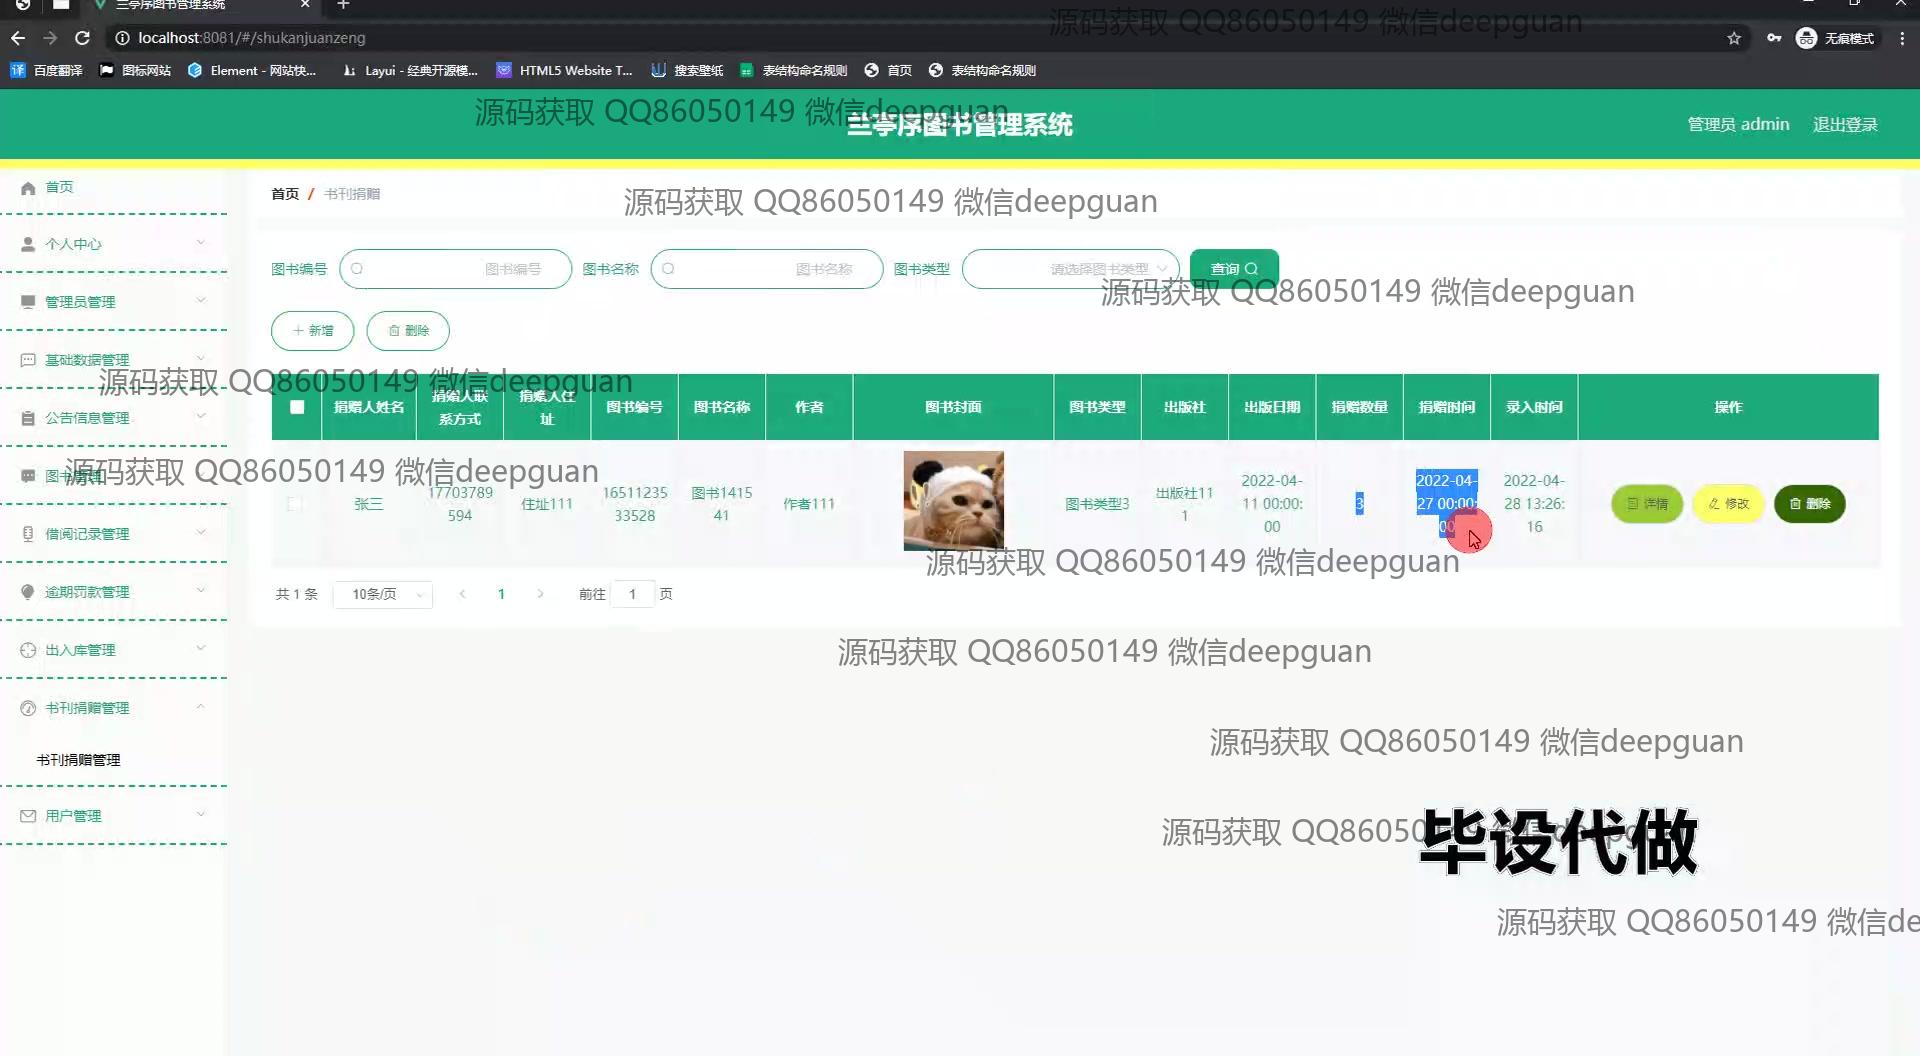 兰亭序图书管理系统
源码获取 QQ86050149 微信deepguan
localhost:8081/#/shukanjuanzeng
无痕模式
百度翻译
图标网站
Element - 网站快...
Layui - 经典开源模...
HTML5 Website T...
搜索壁纸
表结构命名规则
首页
表结构命名规则
源码获取 QQ86050149 微信deepguan
兰亭序图书管理系统
管理员 admin
退出登录
首页
个人中心
管理员管理
基础数据管理
公告信息管理
图书管理
借阅记录管理
逾期罚款管理
出入库管理
书刊捐赠管理
书刊捐赠管理
用户管理
首页 / 书刊捐赠
源码获取 QQ86050149 微信deepguan
图书编号 图书编号 图书名称 图书名称 图书类型 请选择图书类型 查询
源码获取 QQ86050149 微信deepguan
新增 删除
源码获取 QQ86050149 微信deepguan
捐赠人姓名 捐赠人联系方式 捐赠人住址 图书编号 图书名称 作者 图书封面 图书类型 出版社 出版日期 捐赠数量 捐赠时间 录入时间 操作
源码获取 QQ86050149 微信deepguan
张三 17703789594 住址111 1651123533528 图书141541 作者111 图书类型3 出版社111 2022-04-11 00:00:00 3 2022-04-27 00:00:00 2022-04-28 13:26:16 详情 修改 删除
源码获取 QQ86050149 微信deepguan
共 1 条 10条/页 1 前往 1 页
源码获取 QQ86050149 微信deepguan
源码获取 QQ86050149 微信deepguan
源码获取 QQ86050149 微信deepguan
毕设代做
源码获取 QQ86050149 微信de